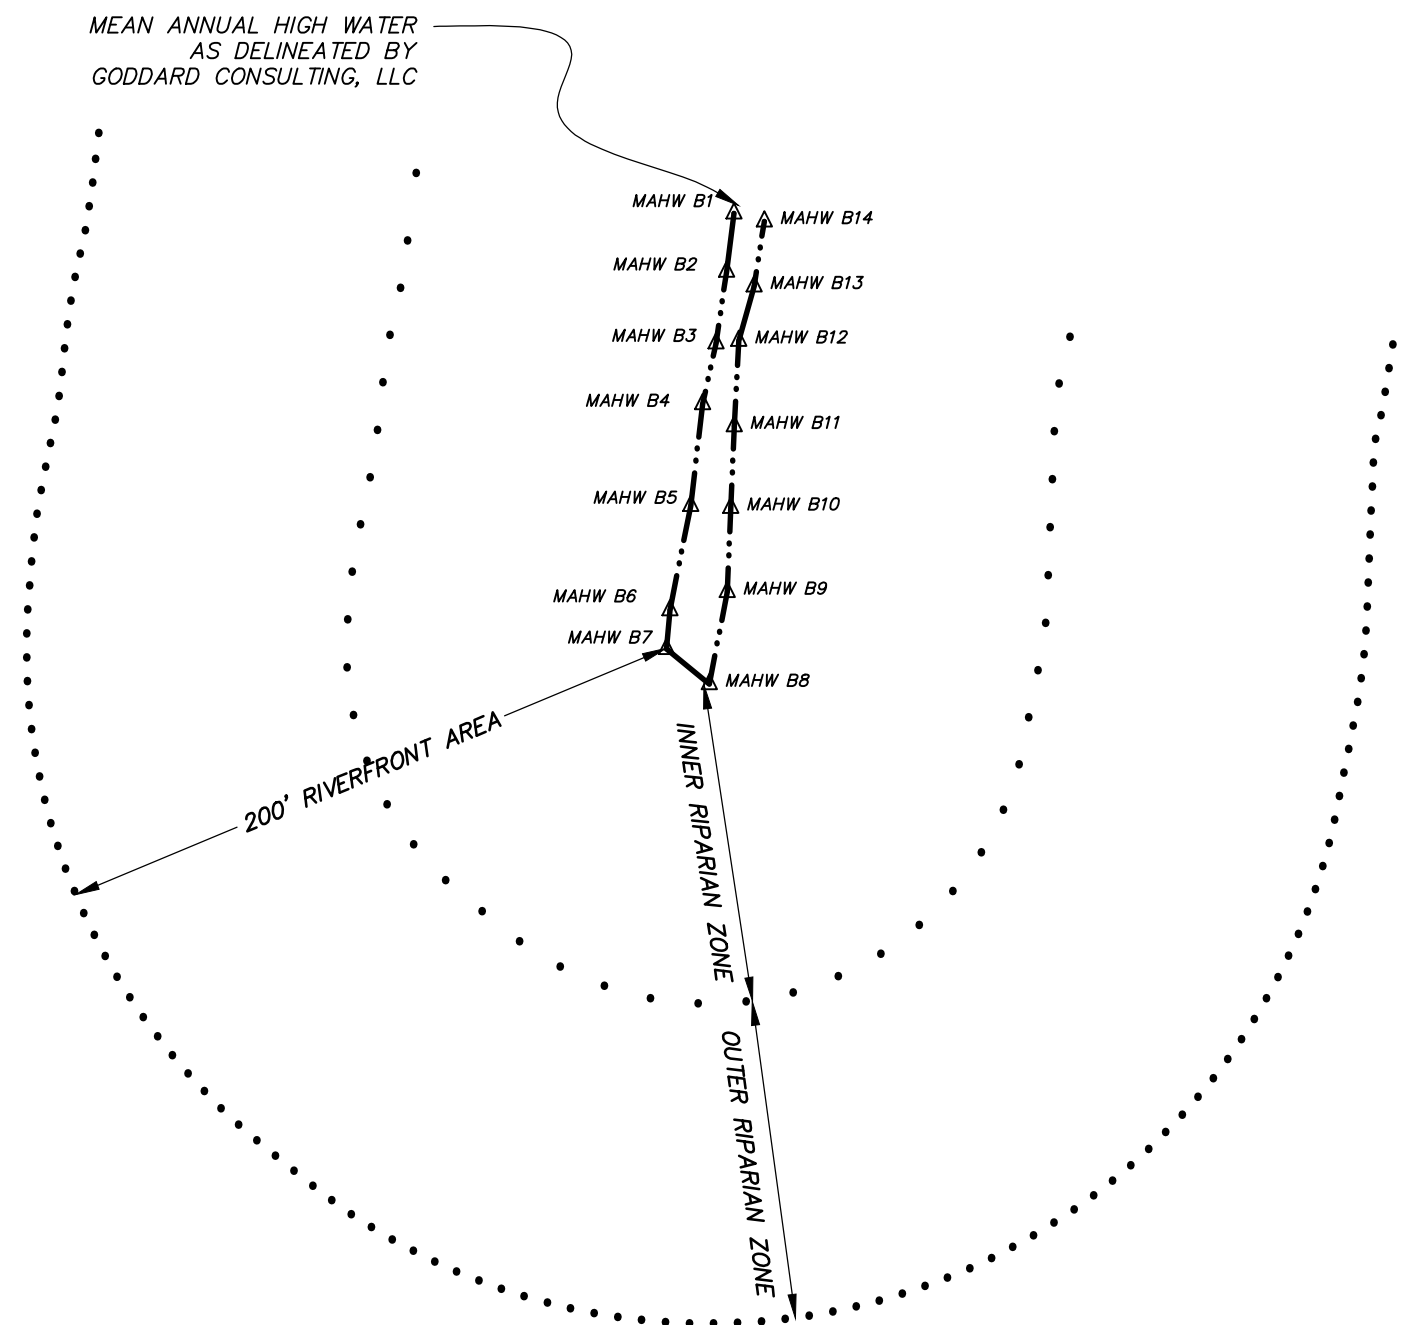 MEAN ANNUAL HIGH WATER
AS DELINEATED BY
GODDARD CONSULTING, LLC
MAHW B1
MAHW B14
MAHW B2
MAHW B13
MAHW B3
MAHW B12
MAHW B4
MAHW B11
MAHW B5
MAHW B10
MAHW B6
MAHW B9
MAHW B7
MAHW B8
200' RIVERFRONT AREA
INNER RIPARIAN ZONE
OUTER RIPARIAN ZONE